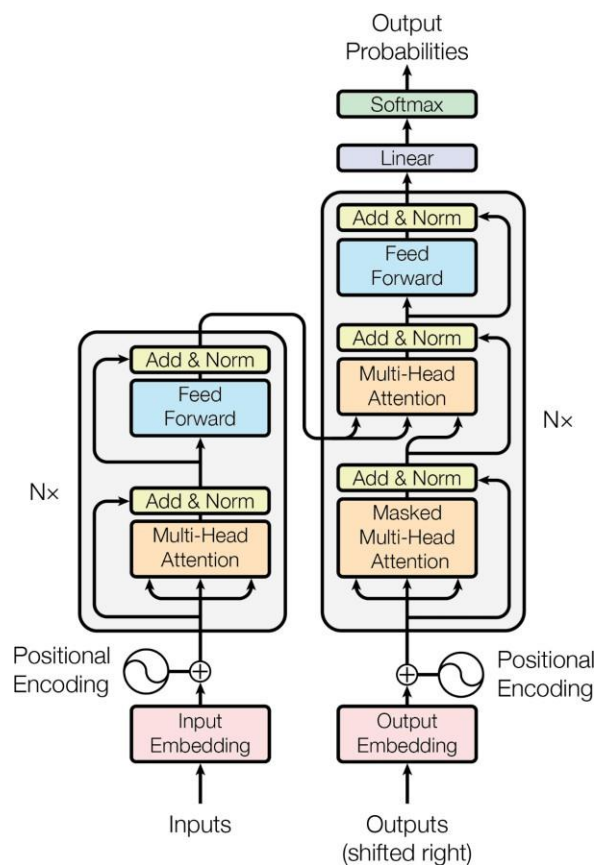 Output
Probabilities
Softmax
Linear
Add & Norm
Feed
Forward
Add & Norm
Multi-Head
Attention
Add & Norm
Masked
Multi-Head
Attention
N×
Positional
Encoding
Output
Embedding
Outputs
(shifted right)
Add & Norm
Feed
Forward
Add & Norm
Multi-Head
Attention
N×
Positional
Encoding
Input
Embedding
Inputs